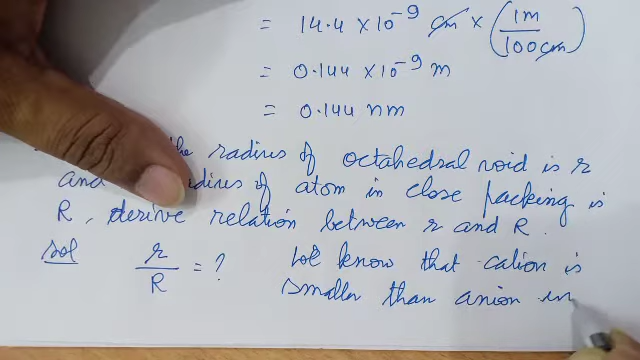 = 14.4 × 10⁻⁹ cm × (1m / 100cm)
= 0.144 × 10⁻⁹ m
= 0.144 nm
the radius of octahedral void is r
and radius of atom in close packing is
R, derive relation between r and R.
Sol r/R = ? We know that cation is
smaller than anion in